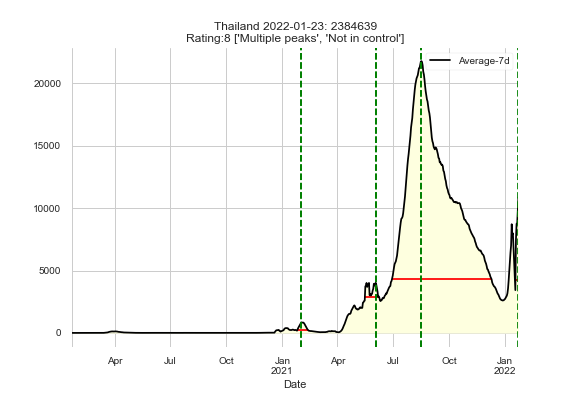 Thailand 2022-01-23: 2384639
Rating:8 ['Multiple peaks', 'Not in control']
Average-7d
20000
15000
10000
5000
0
Apr Jul Oct Jan Apr Jul Oct Jan
2021 2022
Date